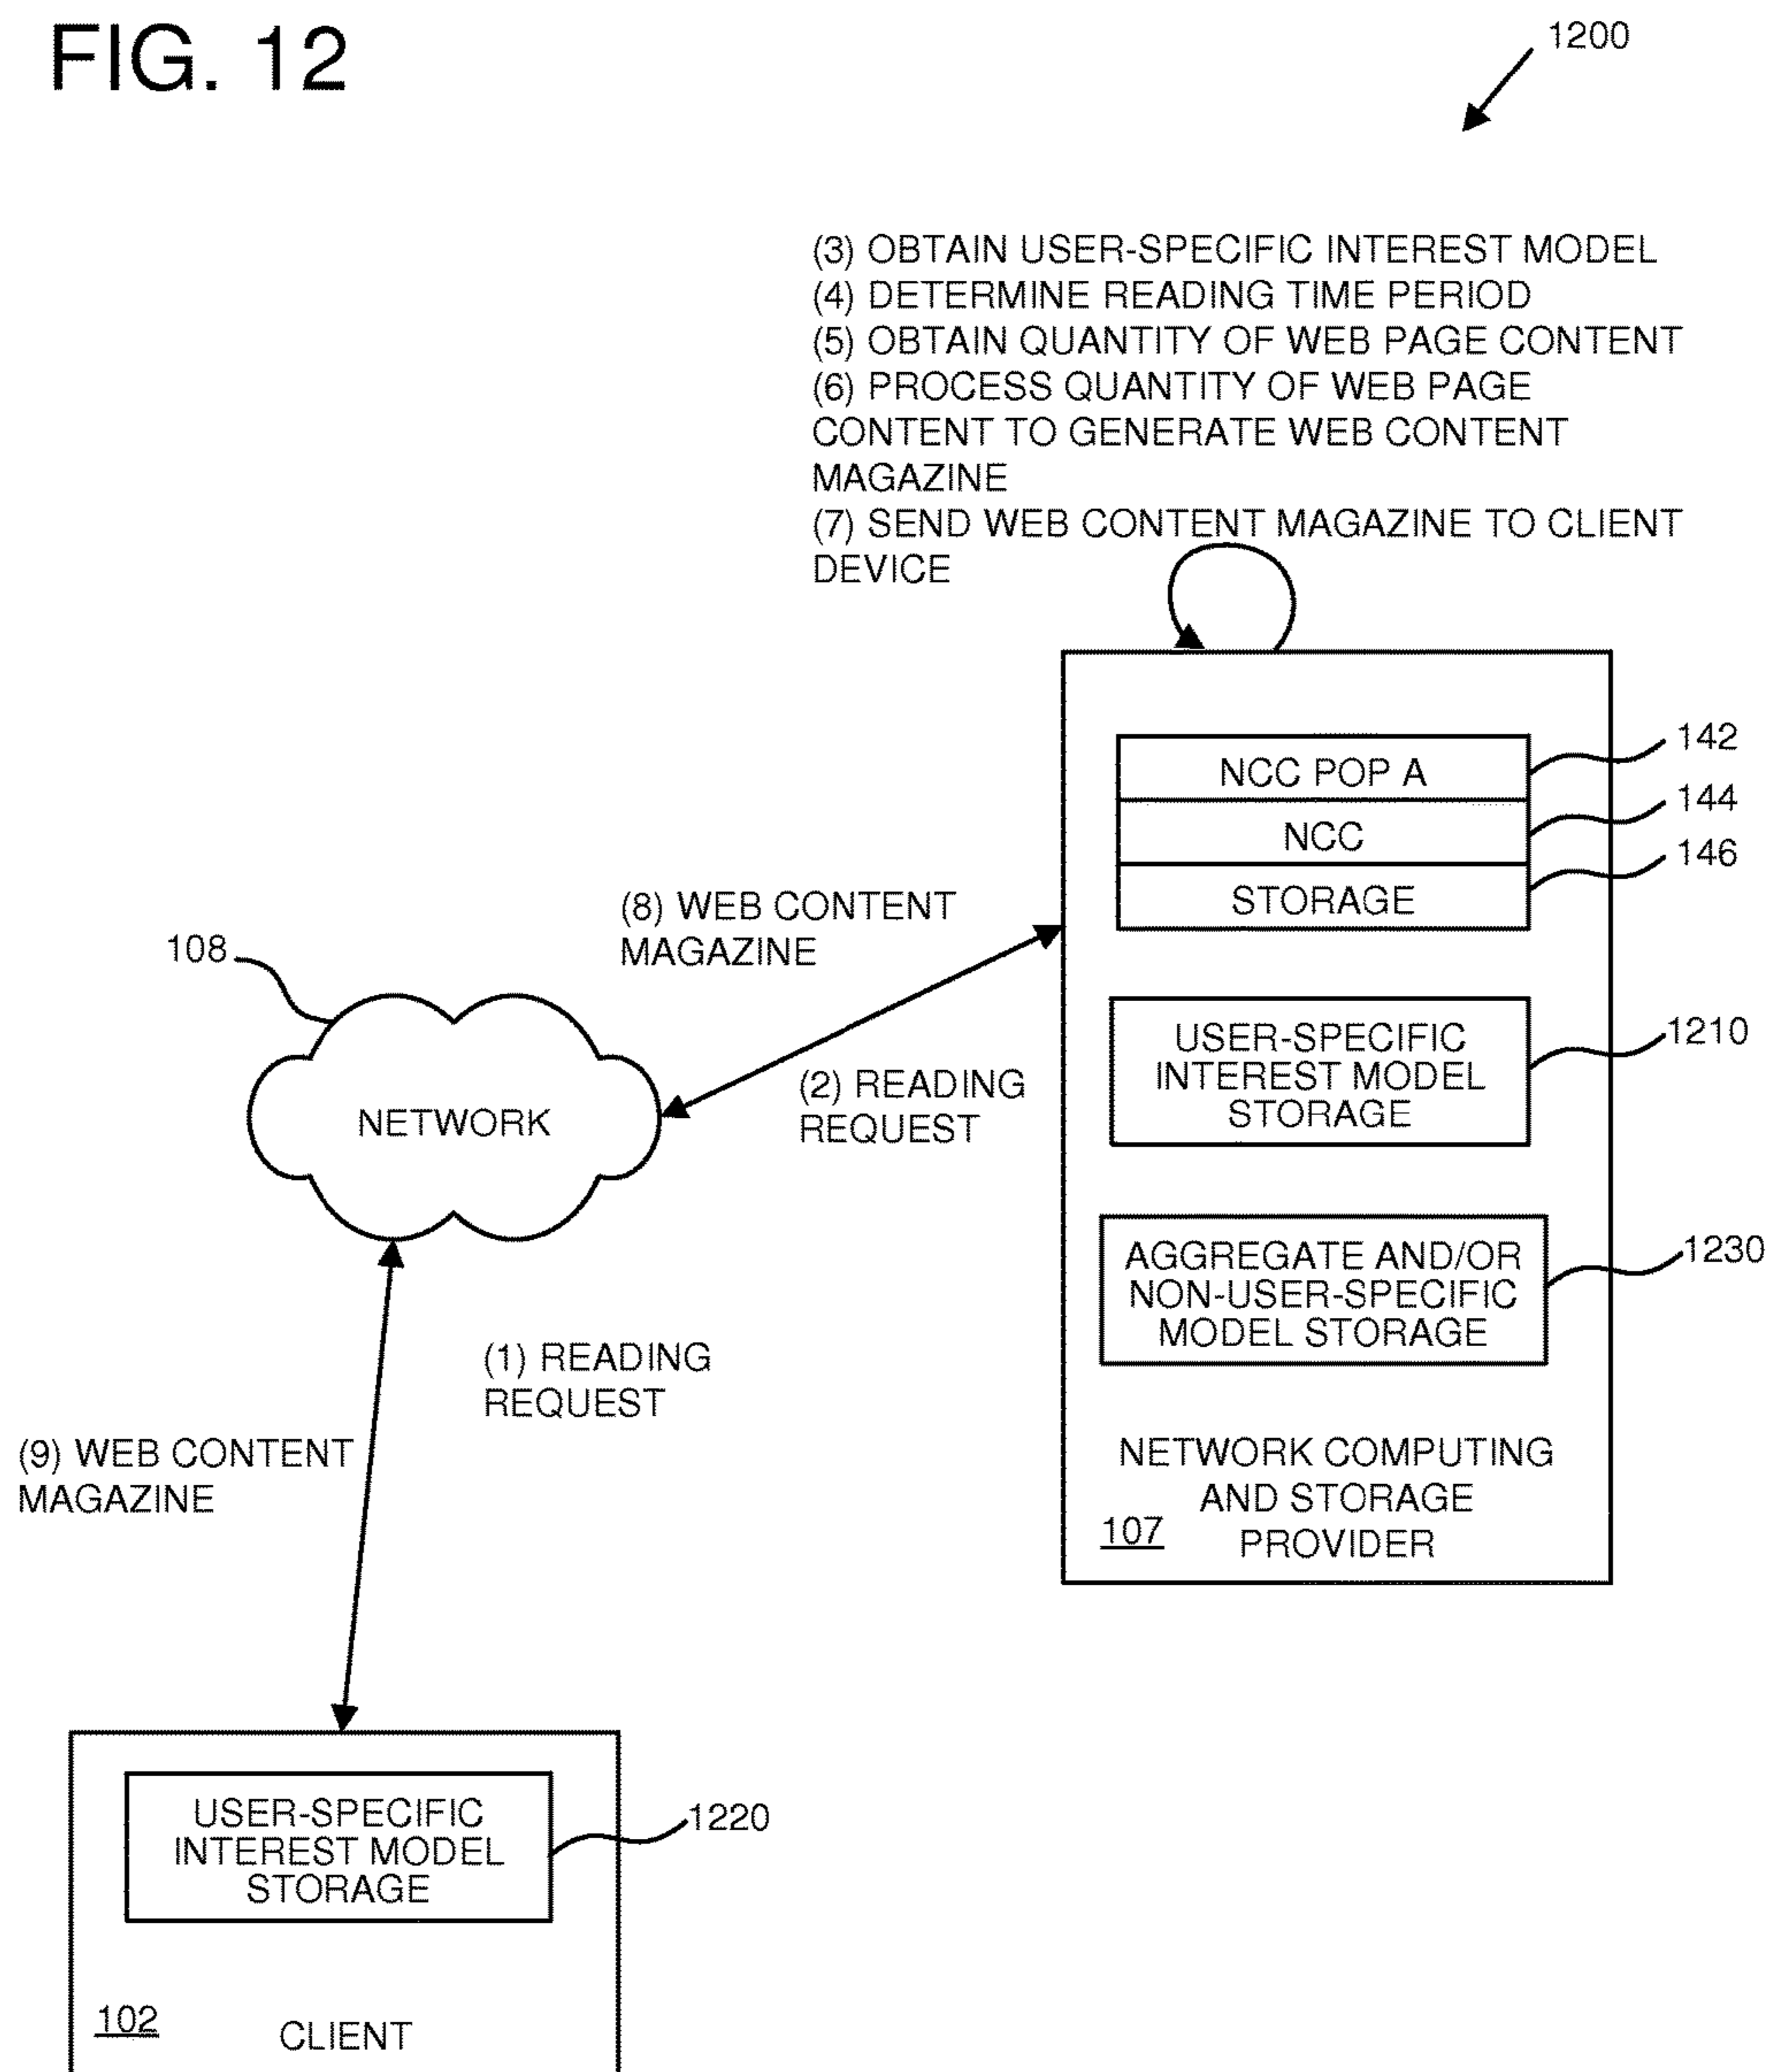 FIG. 12
1200
(3) OBTAIN USER-SPECIFIC INTEREST MODEL
(4) DETERMINE READING TIME PERIOD
(5) OBTAIN QUANTITY OF WEB PAGE CONTENT
(6) PROCESS QUANTITY OF WEB PAGE
CONTENT TO GENERATE WEB CONTENT
MAGAZINE
(7) SEND WEB CONTENT MAGAZINE TO CLIENT
DEVICE
NCC POP A
142
NCC
144
STORAGE
146
(8) WEB CONTENT
MAGAZINE
108
NETWORK
(2) READING
REQUEST
USER-SPECIFIC
INTEREST MODEL
STORAGE
1210
AGGREGATE AND/OR
NON-USER-SPECIFIC
MODEL STORAGE
1230
(1) READING
REQUEST
(9) WEB CONTENT
MAGAZINE
NETWORK COMPUTING
AND STORAGE
PROVIDER
107
USER-SPECIFIC
INTEREST MODEL
STORAGE
1220
102
CLIENT